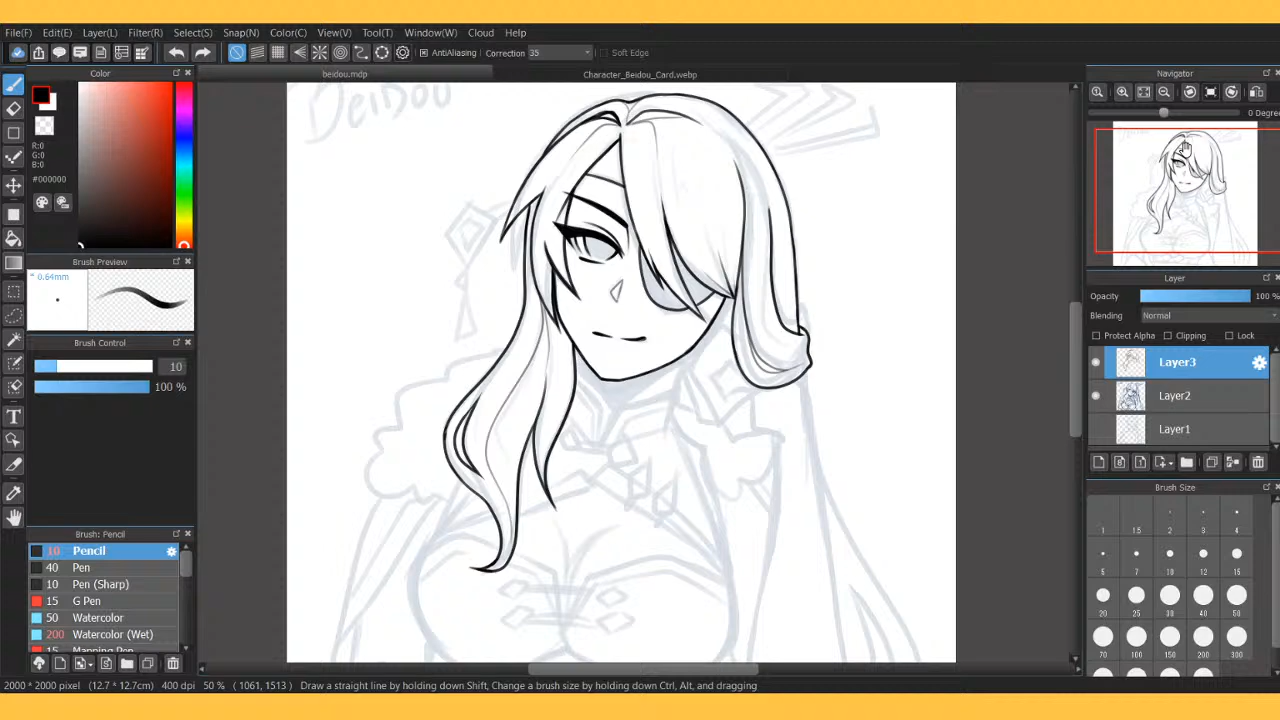 File(F) Edit(E) Layer(L) Filter(R) Select(S) Snap(N) Color(C) View(V) Tool(T) Window(W) Cloud Help
AntiAliasing Correction 35 Soft Edge
Color
beidou.mdp Character_Beidou_Card.webp
Navigator
0 Degree
R:0
G:0
B:0
#000000
Brush Preview
* 0.64mm
Brush Control
10
100 %
Brush: Pencil
10 Pencil
40 Pen
10 Pen (Sharp)
15 G Pen
50 Watercolor
200 Watercolor (Wet)
15 Mapping Pen
Beidou
Layer
Opacity 100 %
Blending Normal
Protect Alpha Clipping Lock
Layer3
Layer2
Layer1
Brush Size
1 1.5 2 3 4
5 7 10 12 15
20 25 30 40 50
70 100 150 200 300
2000 * 2000 pixel (12.7 * 12.7cm) 400 dpi 50 % ( 1061, 1513 ) Draw a straight line by holding down Shift, Change a brush size by holding down Ctrl, Alt, and dragging